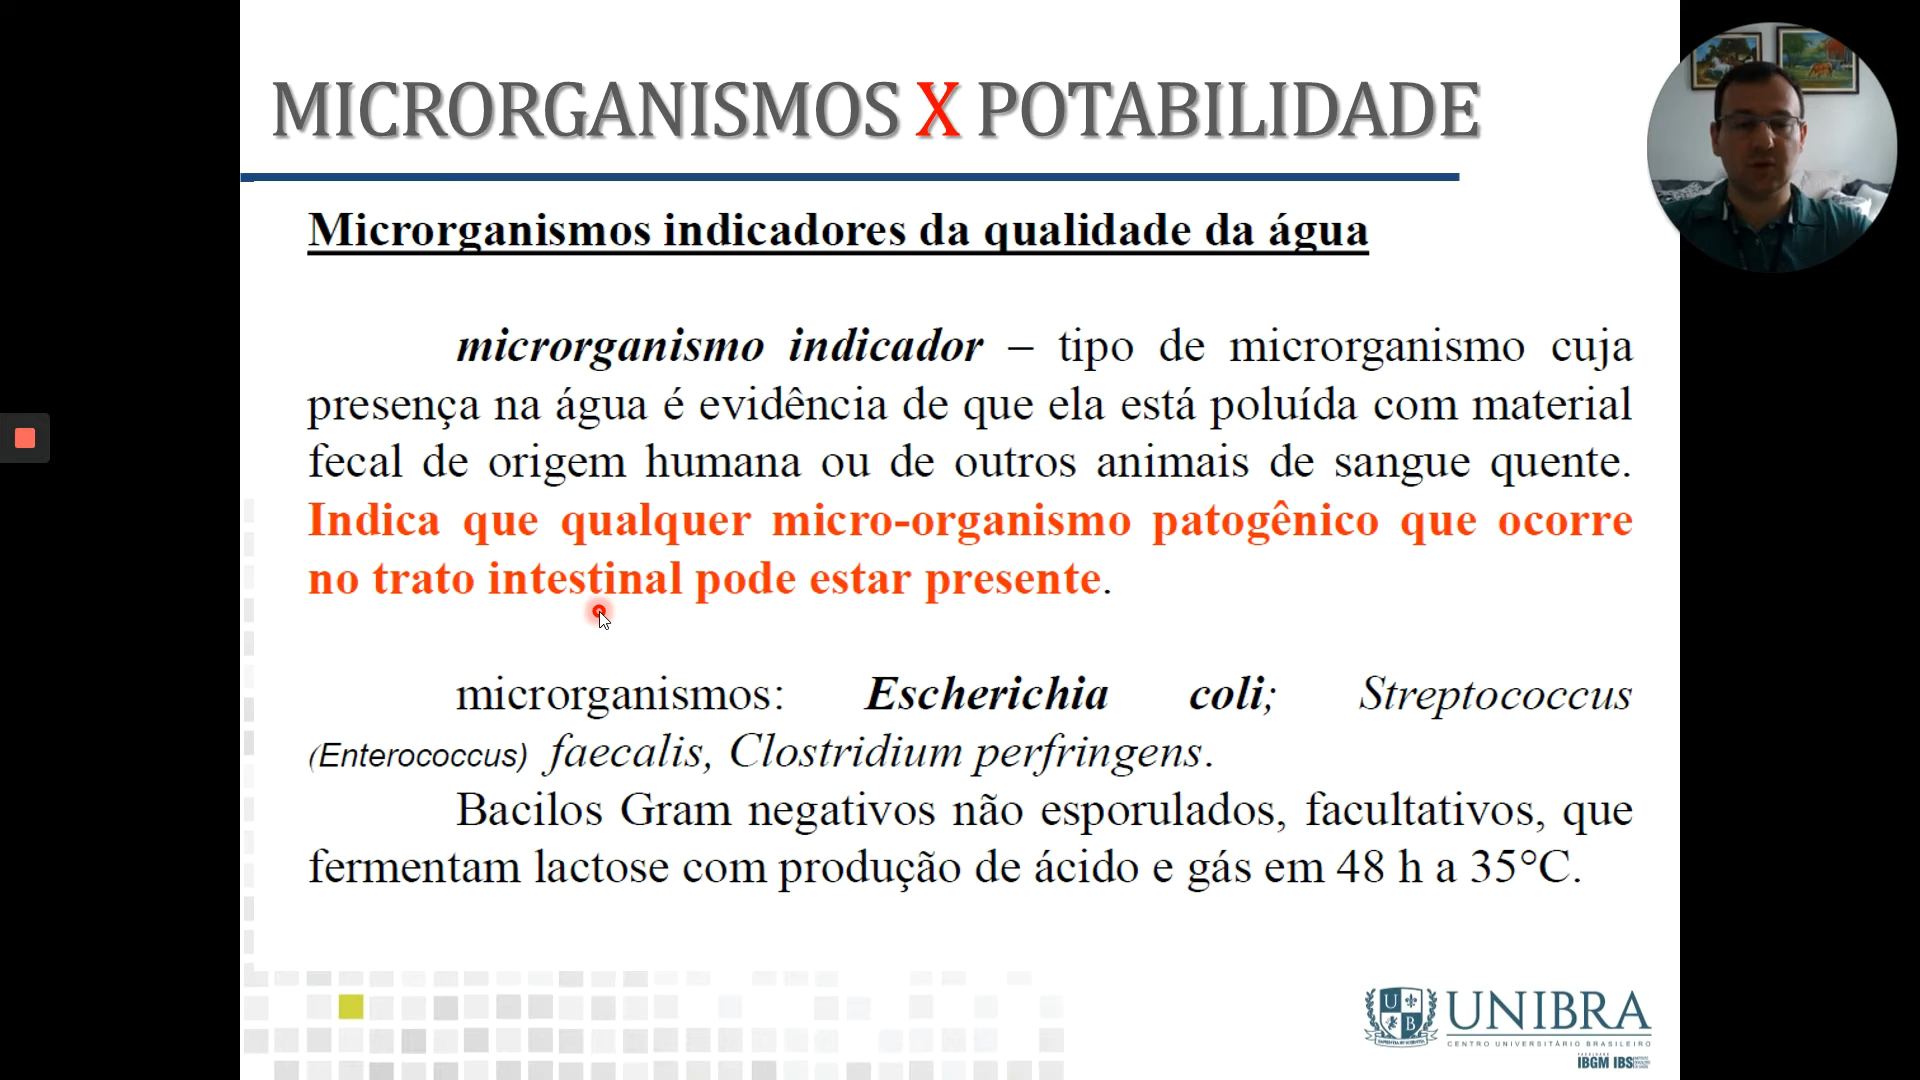 MICRORGANISMOS X POTABILIDADE
Microrganismos indicadores da qualidade da água
microrganismo indicador – tipo de microrganismo cuja
presença na água é evidência de que ela está poluída com material
fecal de origem humana ou de outros animais de sangue quente.
Indica que qualquer micro-organismo patogênico que ocorre
no trato intestinal pode estar presente.
microrganismos: Escherichia coli; Streptococcus
(Enterococcus) faecalis, Clostridium perfringens.
Bacilos Gram negativos não esporulados, facultativos, que
fermentam lactose com produção de ácido e gás em 48 h a 35°C.
U
B
UNIBRA
CENTRO UNIVERSITÁRIO BRASILEIRO
IBGM IBS